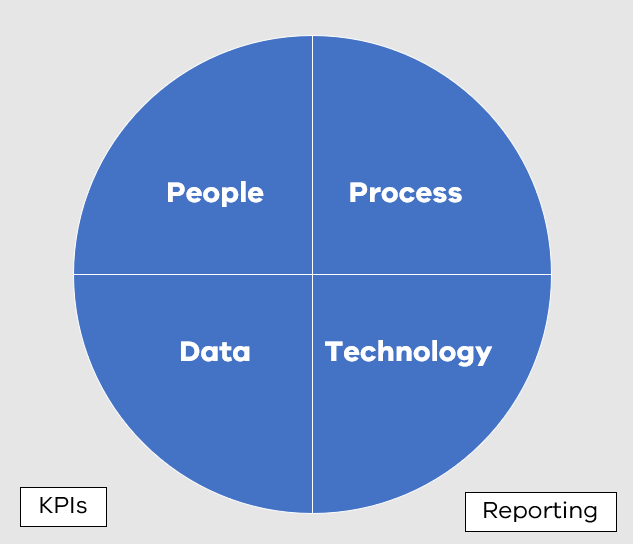 People
Process
Data
Technology
KPIs
Reporting